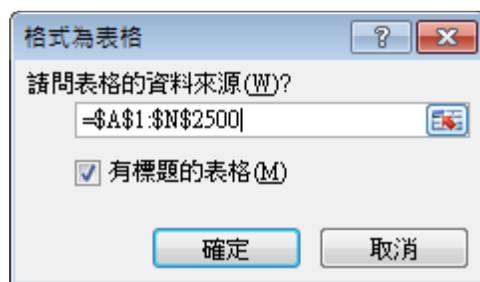 格式為表格
請問表格的資料來源(W)?
=$A$1:$N$2500
有標題的表格(M)
確定 取消